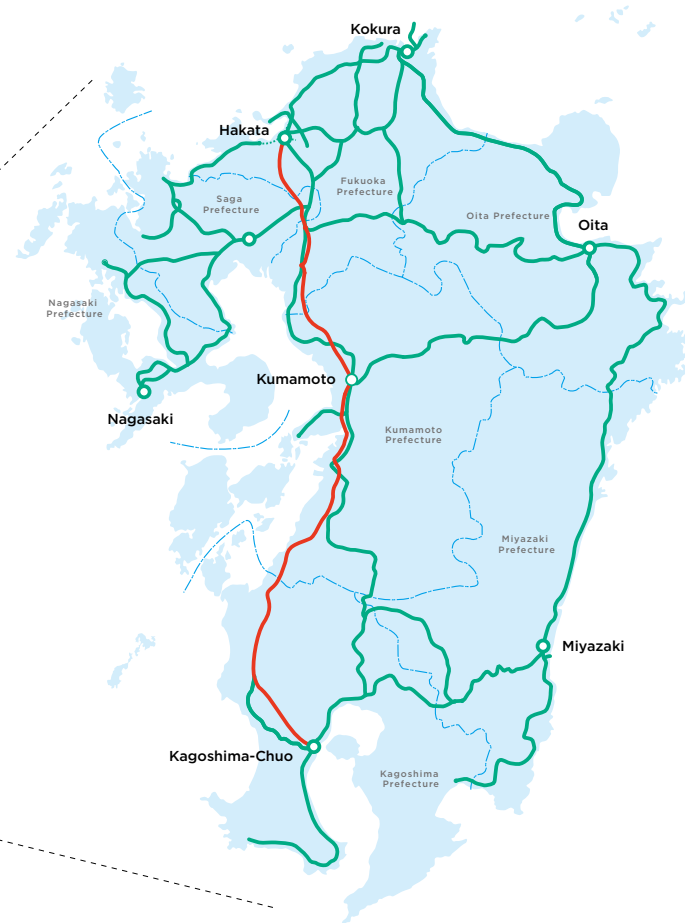 Kokura
Hakata
Fukuoka
Prefecture
Saga
Prefecture
Oita Prefecture
Oita
Nagasaki
Prefecture
Kumamoto
Nagasaki
Kumamoto
Prefecture
Miyazaki
Prefecture
Miyazaki
Kagoshima-Chuo
Kagoshima
Prefecture